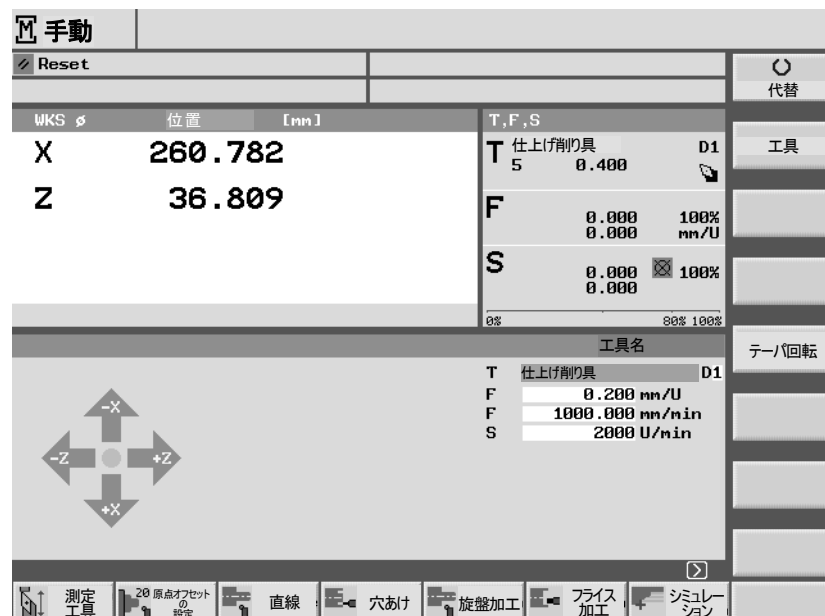 M 手動
Reset
代替
WKS ø 位置 [mm]
T,F,S
X 260.782
Z 36.809
T 仕上げ削り具 D1
5 0.400
工具
F 0.000 100%
0.000 mm/U
S 0.000 100%
0.000
0% 80% 100%
工具名
テーパ回転
T 仕上げ削り具 D1
F 0.200 mm/U
F 1000.000 mm/min
S 2000 U/min
-X
-Z +Z
+X
測定
工具
20 原点オフセット
の
設定
直線
穴あけ
旋盤加工
フライス
加工
シミュレー
ション